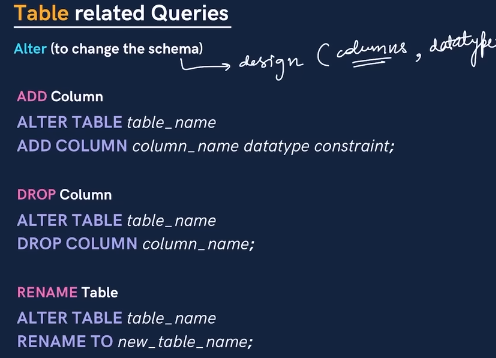 Table related Queries
Alter (to change the schema)
design (columns, datatype
ADD Column
ALTER TABLE table_name
ADD COLUMN column_name datatype constraint;
DROP Column
ALTER TABLE table_name
DROP COLUMN column_name;
RENAME Table
ALTER TABLE table_name
RENAME TO new_table_name;